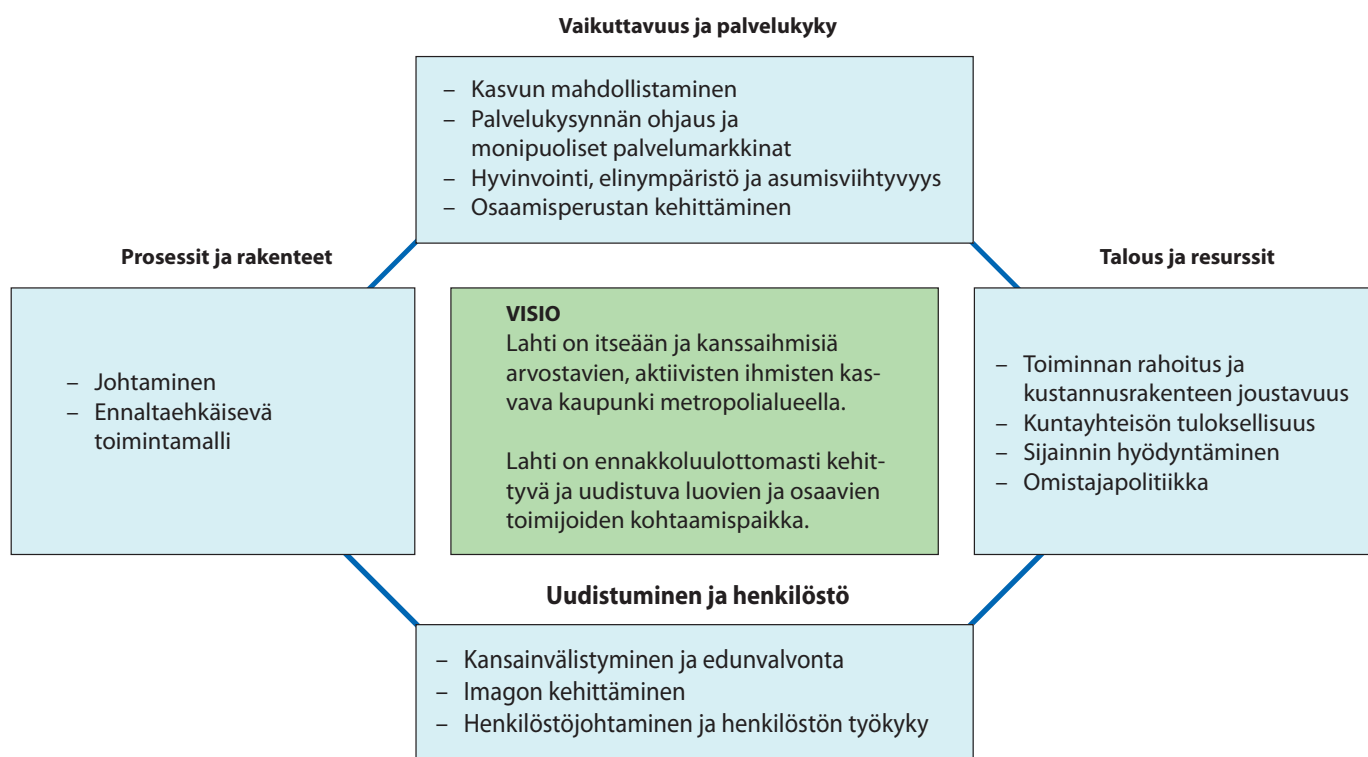 Vaikuttavuus ja palvelukyky
– Kasvun mahdollistaminen
– Palvelukysynnän ohjaus ja
monipuoliset palvelumarkkinat
– Hyvinvointi, elinympäristö ja asumisviihtyvyys
– Osaamisperustan kehittäminen
Prosessit ja rakenteet
– Johtaminen
– Ennaltaehkäisevä
toimintamalli
VISIO
Lahti on itseään ja kanssaihmisiä
arvostavien, aktiivisten ihmisten kas-
vava kaupunki metropolialueella.
Lahti on ennakkoluulottomasti kehit-
tyvä ja uudistuva luovien ja osaavien
toimijoiden kohtaamispaikka.
Talous ja resurssit
– Toiminnan rahoitus ja
kustannusrakenteen joustavuus
– Kuntayhteisön tuloksellisuus
– Sijainnin hyödyntäminen
– Omistajapolitiikka
Uudistuminen ja henkilöstö
– Kansainvälistyminen ja edunvalvonta
– Imagon kehittäminen
– Henkilöstöjohtaminen ja henkilöstön työkyky